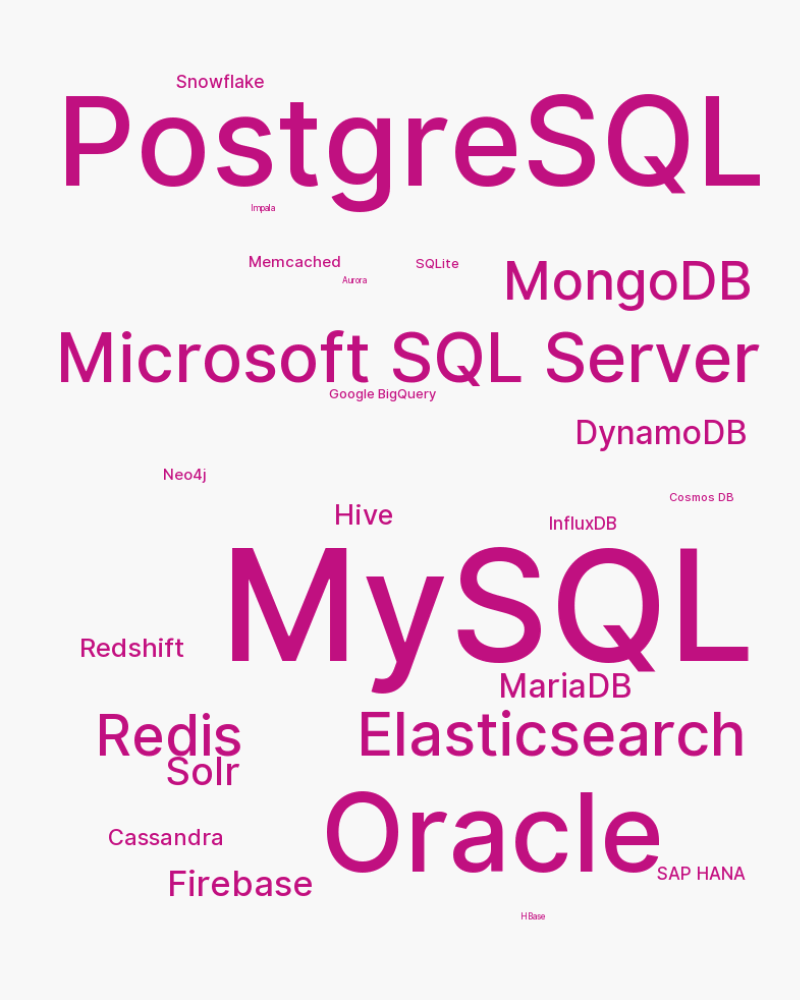 Snowflake
PostgreSQL
Impala
Memcached
SQLite
Aurora
MongoDB
Microsoft SQL Server
Google BigQuery
DynamoDB
Neo4j
Cosmos DB
Hive
InfluxDB
MySQL
Redshift
MariaDB
Redis
Elasticsearch
Solr
Oracle
Cassandra
SAP HANA
Firebase
HBase